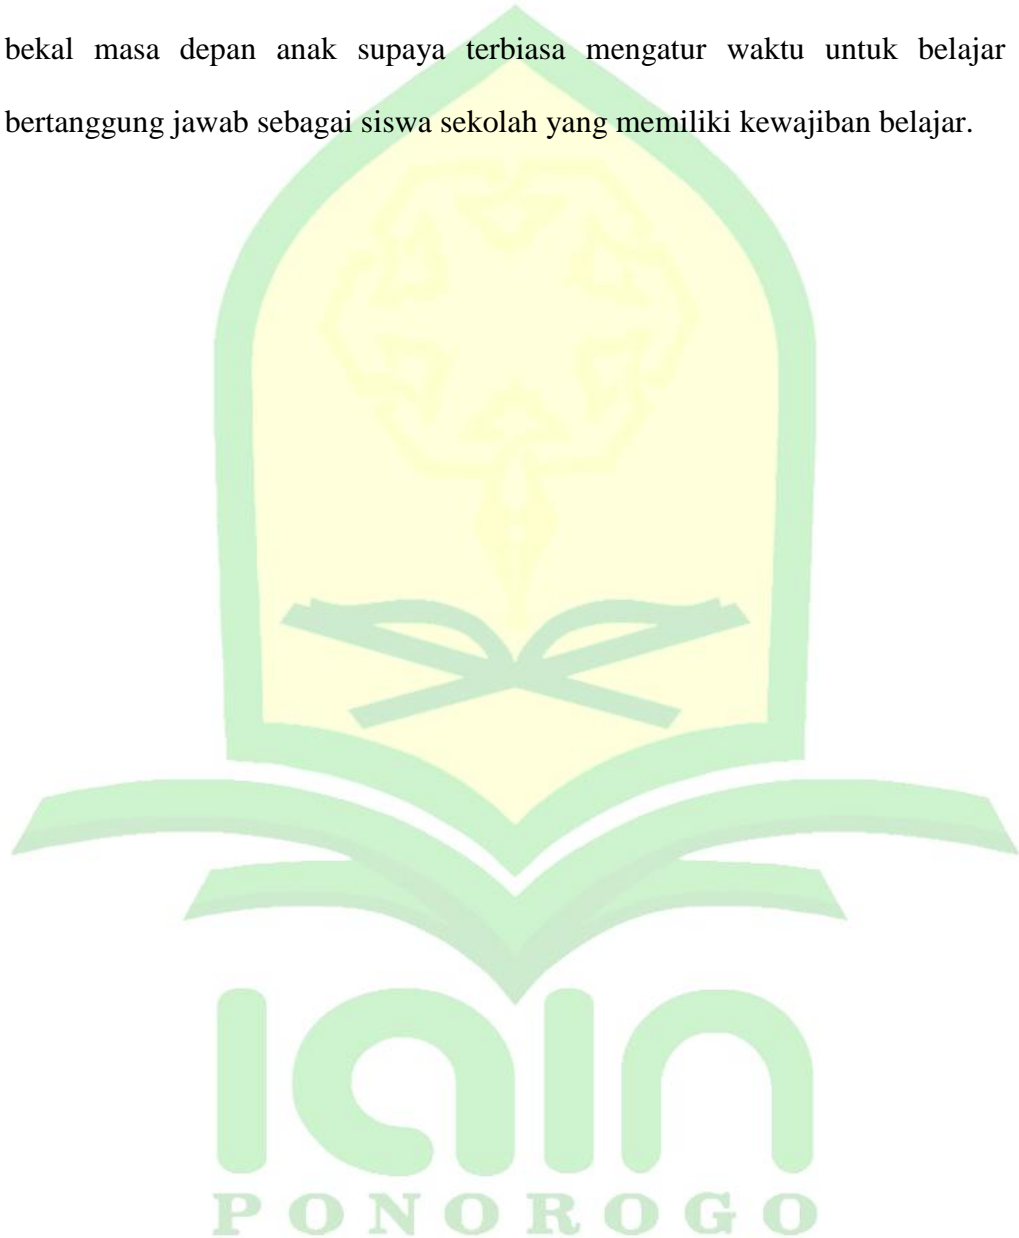 bekal masa depan anak supaya terbiasa mengatur waktu untuk belajar
bertanggung jawab sebagai siswa sekolah yang memiliki kewajiban belajar.
iain
PONOROGO